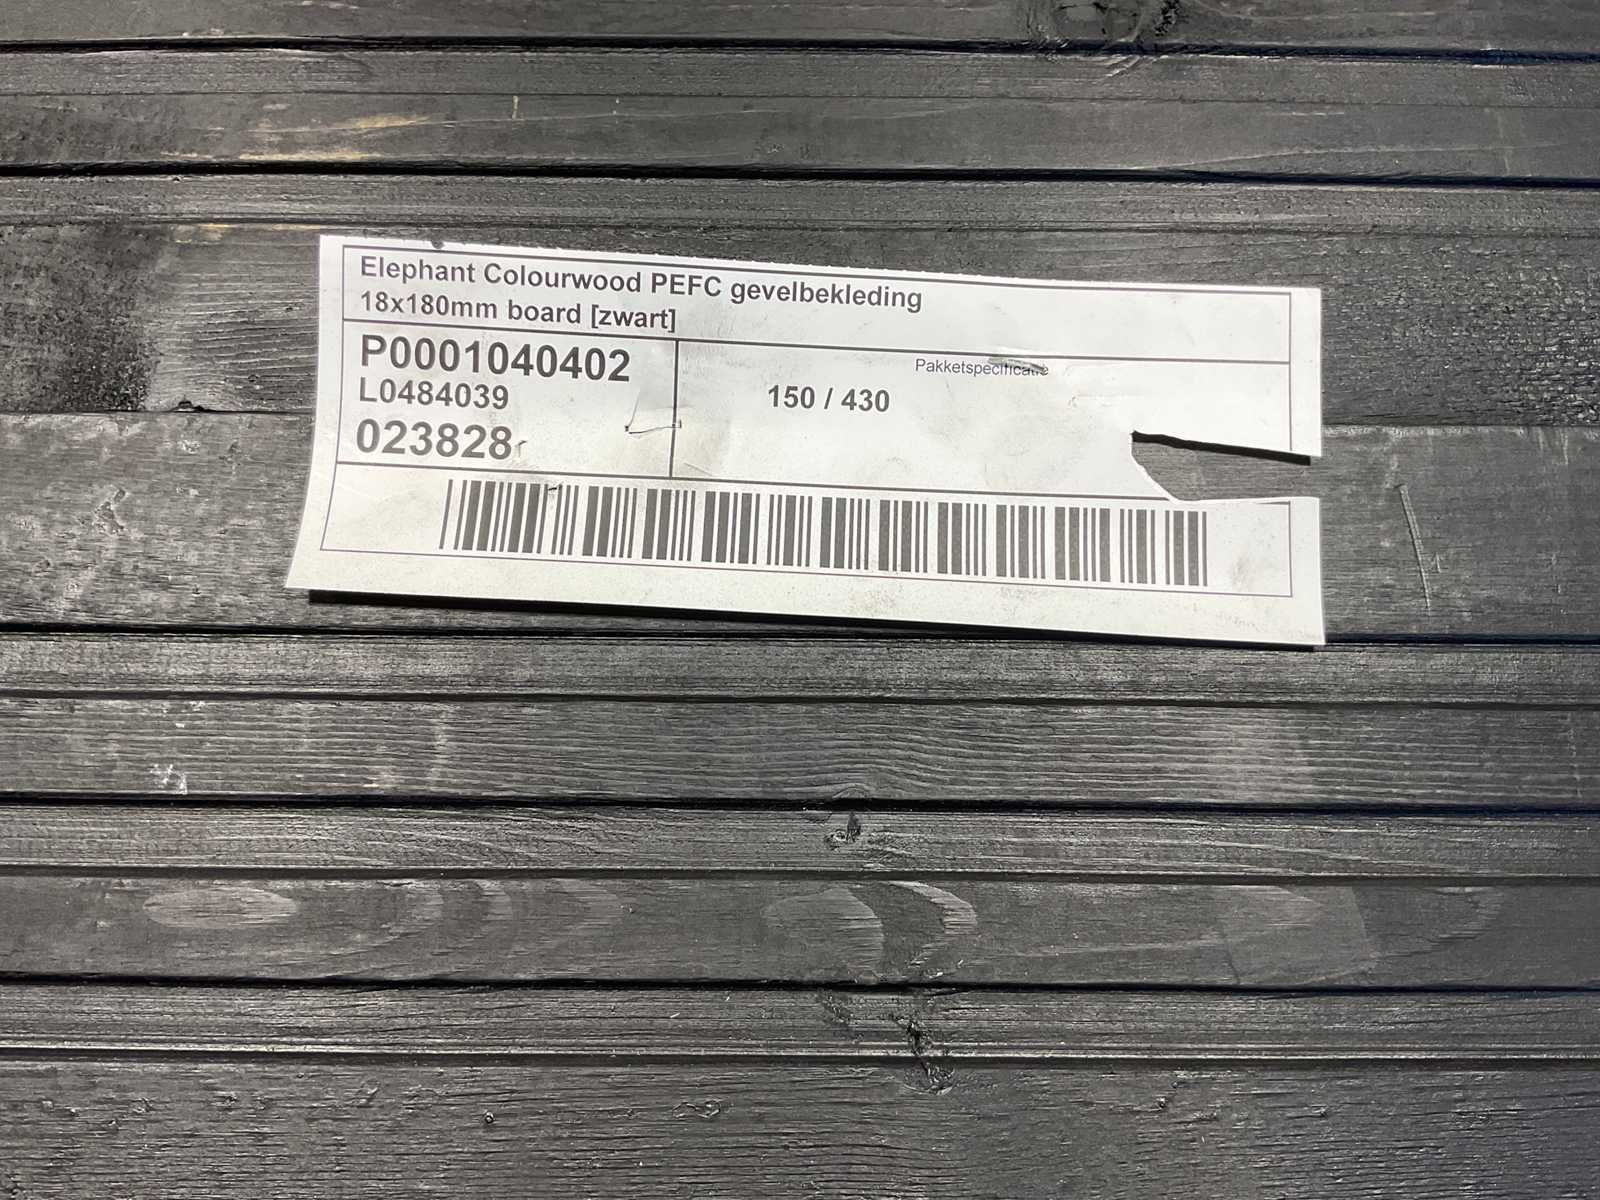 Elephant Colourwood PEFC gevelbekleding
18x180mm board [zwart]
P0001040402
L0484039
023828
Pakketspecificatie
150 / 430